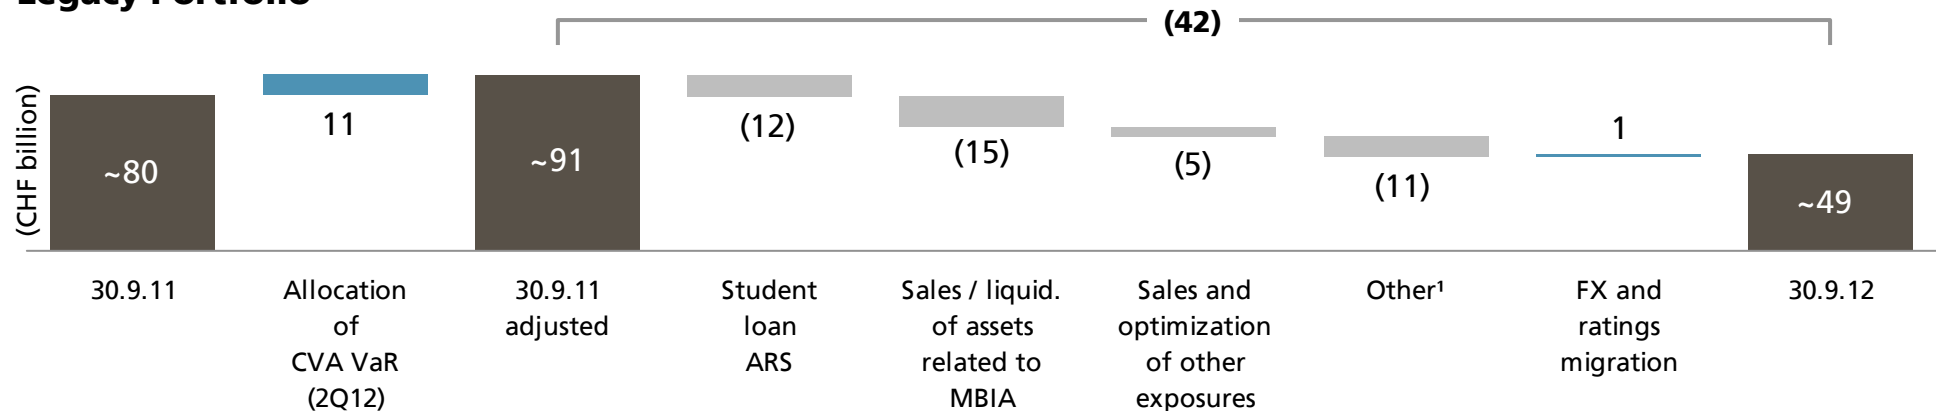 Legacy Portfolio
(42)
(CHF billion)
~80
11
~91
(12)
(15)
(5)
(11)
1
~49
30.9.11
Allocation
of
CVA VaR
(2Q12)
30.9.11
adjusted
Student
loan
ARS
Sales / liquid.
of assets
related to
MBIA
Sales and
optimization
of other
exposures
Other¹
FX and
ratings
migration
30.9.12